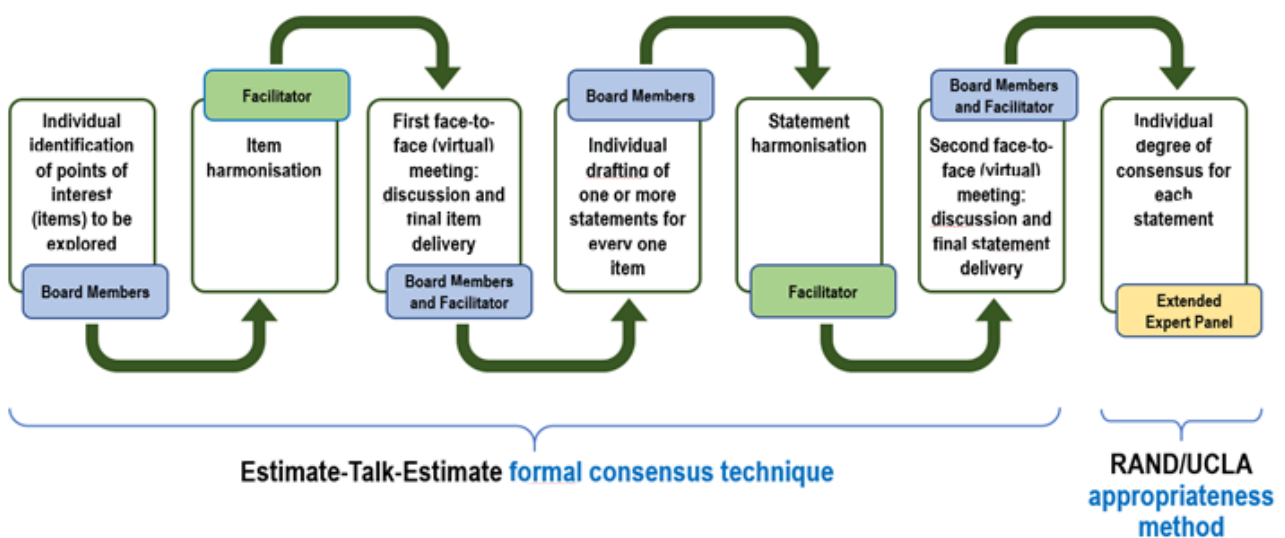 Individual
identification
of points of
interest
(items) to be
explored
Board Members
Facilitator
Item
harmonisation
First face-to-
face (virtual)
meeting:
discussion and
final item
delivery
Board Members
and Facilitator
Board Members
Individual
drafting of
one or more
statements for
every one
item
Statement
harmonisation
Facilitator
Board Members
and Facilitator
Second face-to-
face (virtual)
meeting:
discussion and
final statement
delivery
Individual
degree of
consensus for
each
statement
Extended
Expert Panel
Estimate-Talk-Estimate formal consensus technique
RAND/UCLA
appropriateness
method